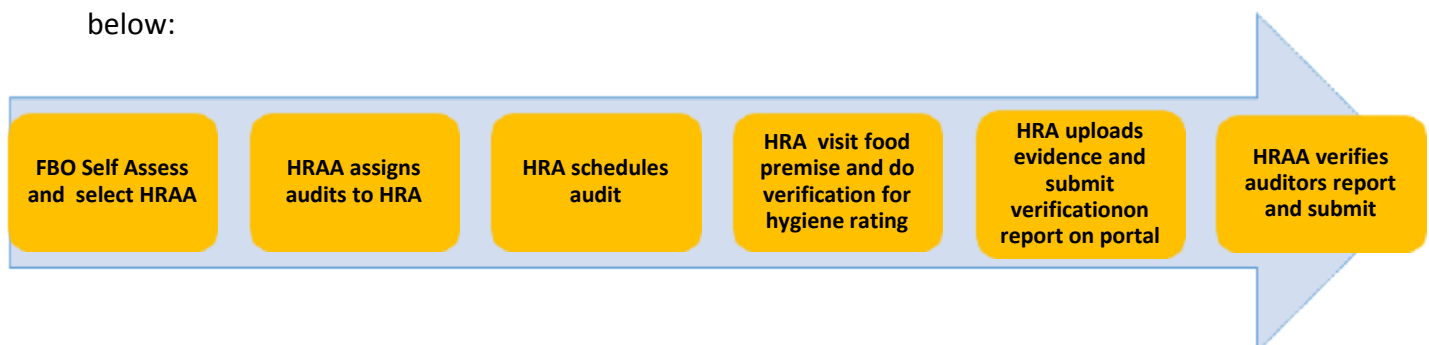 below:
FBO Self Assess
and select HRAA
HRAA assigns
audits to HRA
HRA schedules
audit
HRA visit food
premise and do
verification for
hygiene rating
HRA uploads
evidence and
submit
verificationon
report on portal
HRAA verifies
auditors report
and submit